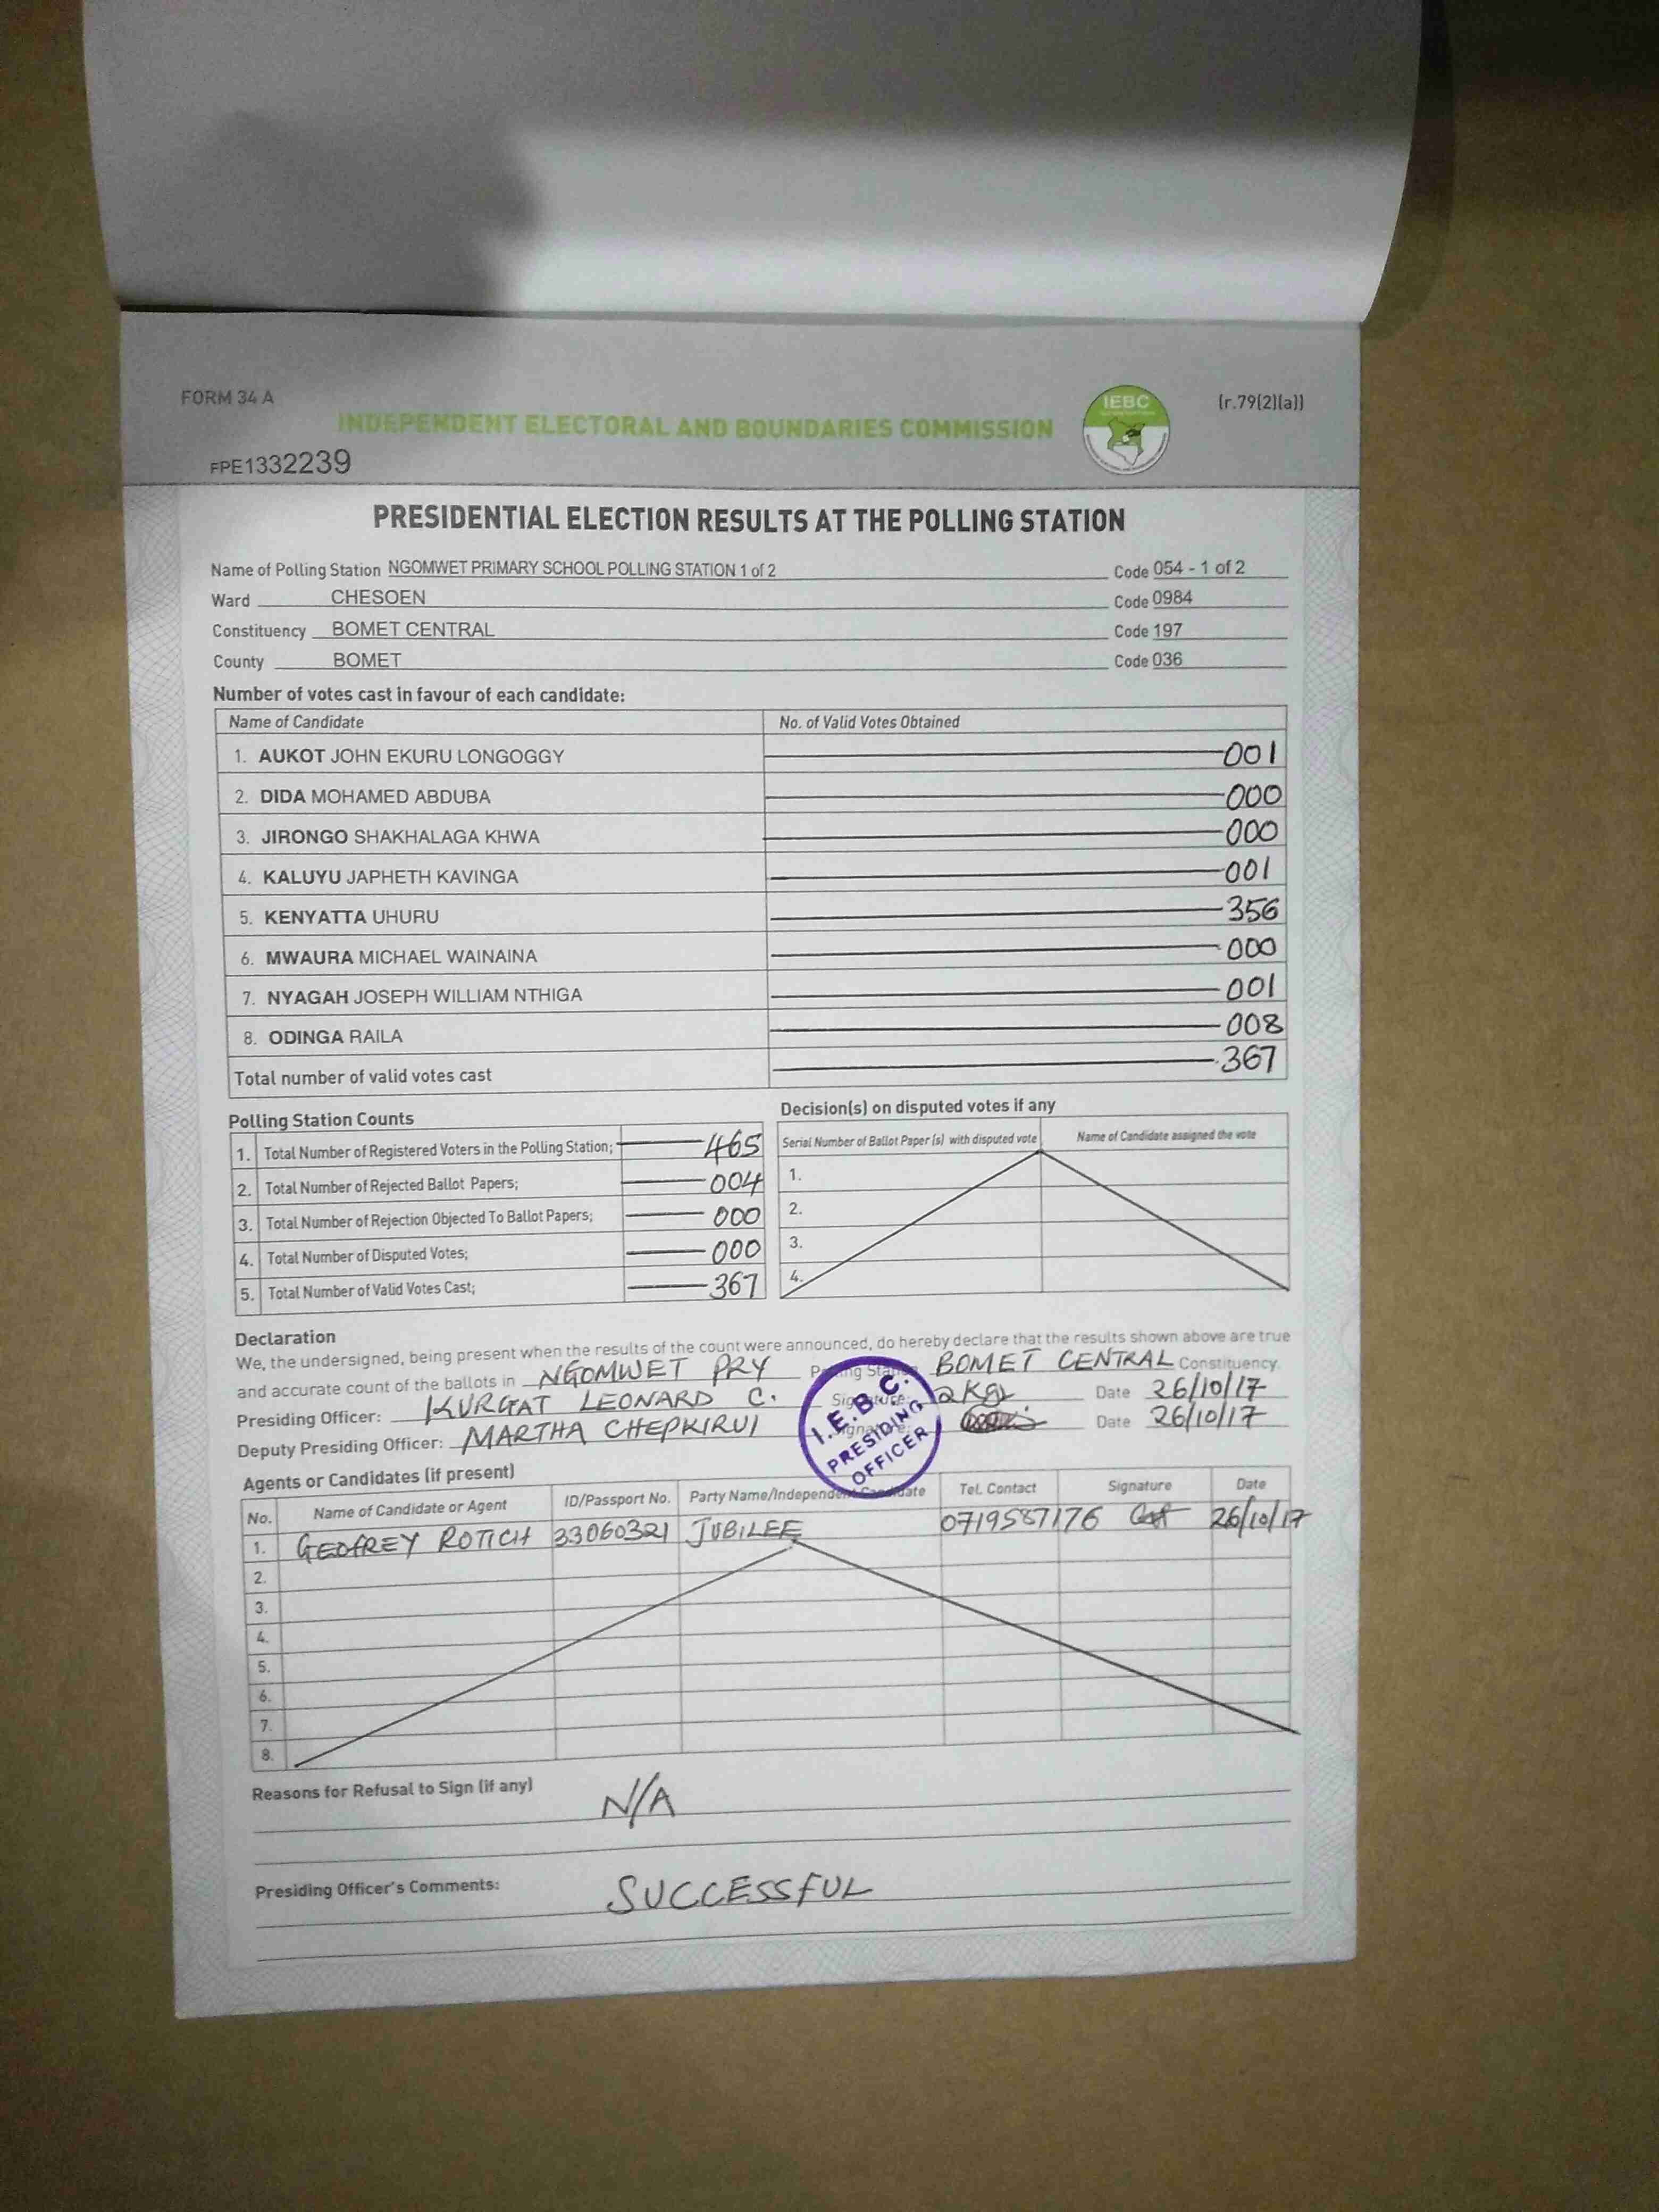 FORM 34 A
INDEPENDENT ELECTORAL AND BOUNDARIES COMMISSION
IEBC
(r.79(2)(a))
FPE1332239
PRESIDENTIAL ELECTION RESULTS AT THE POLLING STATION
Name of Polling Station NGOMWET PRIMARY SCHOOL POLLING STATION 1 of 2 Code 054 - 1 of 2
Ward CHESOEN Code 0984
Constituency BOMET CENTRAL Code 197
County BOMET Code 036
Number of votes cast in favour of each candidate:
Name of Candidate No. of Valid Votes Obtained
1. AUKOT JOHN EKURU LONGOGGY 001
2. DIDA MOHAMED ABDUBA 000
3. JIRONGO SHAKHALAGA KHWA 000
4. KALUYU JAPHETH KAVINGA 001
5. KENYATTA UHURU 356
6. MWAURA MICHAEL WAINAINA 000
7. NYAGAH JOSEPH WILLIAM NTHIGA 001
8. ODINGA RAILA 008
Total number of valid votes cast 367
Polling Station Counts
1. Total Number of Registered Voters in the Polling Station; 465
2. Total Number of Rejected Ballot Papers; 004
3. Total Number of Rejection Objected To Ballot Papers; 000
4. Total Number of Disputed Votes; 000
5. Total Number of Valid Votes Cast; 367
Decision(s) on disputed votes if any
Serial Number of Ballot Paper (s) with disputed vote Name of Candidate assigned the vote
1.
2.
3.
4.
Declaration
We, the undersigned, being present when the results of the count were announced, do hereby declare that the results shown above are true
and accurate count of the ballots in NGOMWET PRY Polling Station BOMET CENTRAL Constituency.
Presiding Officer: KURGAT LEONARD C. Signature: Date 26/10/17
Deputy Presiding Officer: MARTHA CHEPKIRUI Signature: Date 26/10/17
I.E.B.C.
PRESIDING
OFFICER
Agents or Candidates (if present)
No. Name of Candidate or Agent ID/Passport No. Party Name/Independent Candidate Tel. Contact Signature Date
1. GEOFREY ROTICH 33060321 JUBILEE 0719587176 26/10/17
2.
3.
4.
5.
6.
7.
8.
Reasons for Refusal to Sign (if any) N/A
Presiding Officer's Comments: SUCCESSFUL